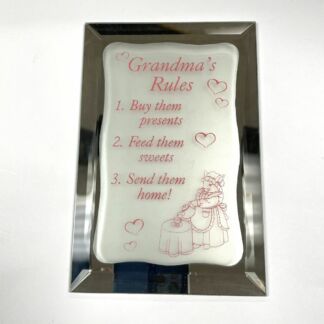 Grandma's
Rules
1. Buy them
presents
2. Feed them
sweets
3. Send them
home!